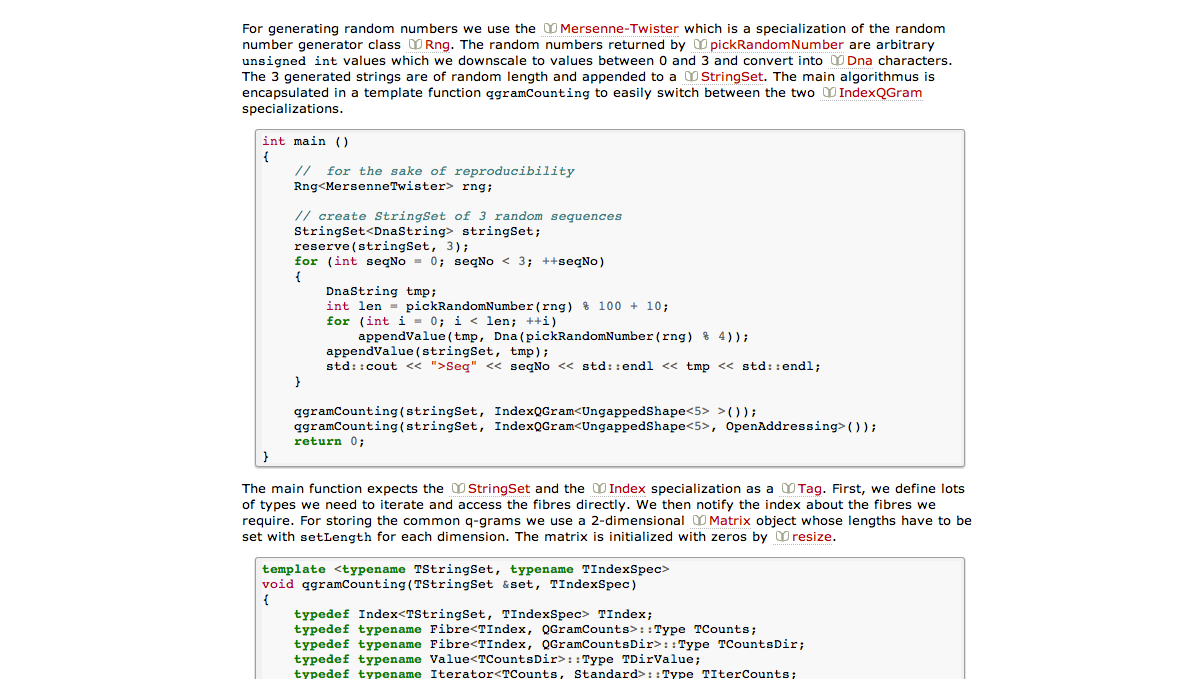 For generating random numbers we use the Mersenne-Twister which is a specialization of the random
number generator class Rng. The random numbers returned by pickRandomNumber are arbitrary
unsigned int values which we downscale to values between 0 and 3 and convert into Dna characters.
The 3 generated strings are of random length and appended to a StringSet. The main algorithmus is
encapsulated in a template function qgramCounting to easily switch between the two IndexQGram
specializations.
int main ()
{
    //  for the sake of reproducibility
    Rng<MersenneTwister> rng;
    // create StringSet of 3 random sequences
    StringSet<DnaString> stringSet;
    reserve(stringSet, 3);
    for (int seqNo = 0; seqNo < 3; ++seqNo)
    {
        DnaString tmp;
        int len = pickRandomNumber(rng) % 100 + 10;
        for (int i = 0; i < len; ++i)
            appendValue(tmp, Dna(pickRandomNumber(rng) % 4));
        appendValue(stringSet, tmp);
        std::cout << ">Seq" << seqNo << std::endl << tmp << std::endl;
    }
    qgramCounting(stringSet, IndexQGram<UngappedShape<5> >());
    qgramCounting(stringSet, IndexQGram<UngappedShape<5>, OpenAddressing>());
    return 0;
}
The main function expects the StringSet and the Index specialization as a Tag. First, we define lots
of types we need to iterate and access the fibres directly. We then notify the index about the fibres we
require. For storing the common q-grams we use a 2-dimensional Matrix object whose lengths have to be
set with setLength for each dimension. The matrix is initialized with zeros by resize.
template <typename TStringSet, typename TIndexSpec>
void qgramCounting(TStringSet &set, TIndexSpec)
{
    typedef Index<TStringSet, TIndexSpec> TIndex;
    typedef typename Fibre<TIndex, QGramCounts>::Type TCounts;
    typedef typename Fibre<TIndex, QGramCountsDir>::Type TCountsDir;
    typedef typename Value<TCountsDir>::Type TDirValue;
    typedef typename Iterator<TCounts, Standard>::Type TIterCounts;